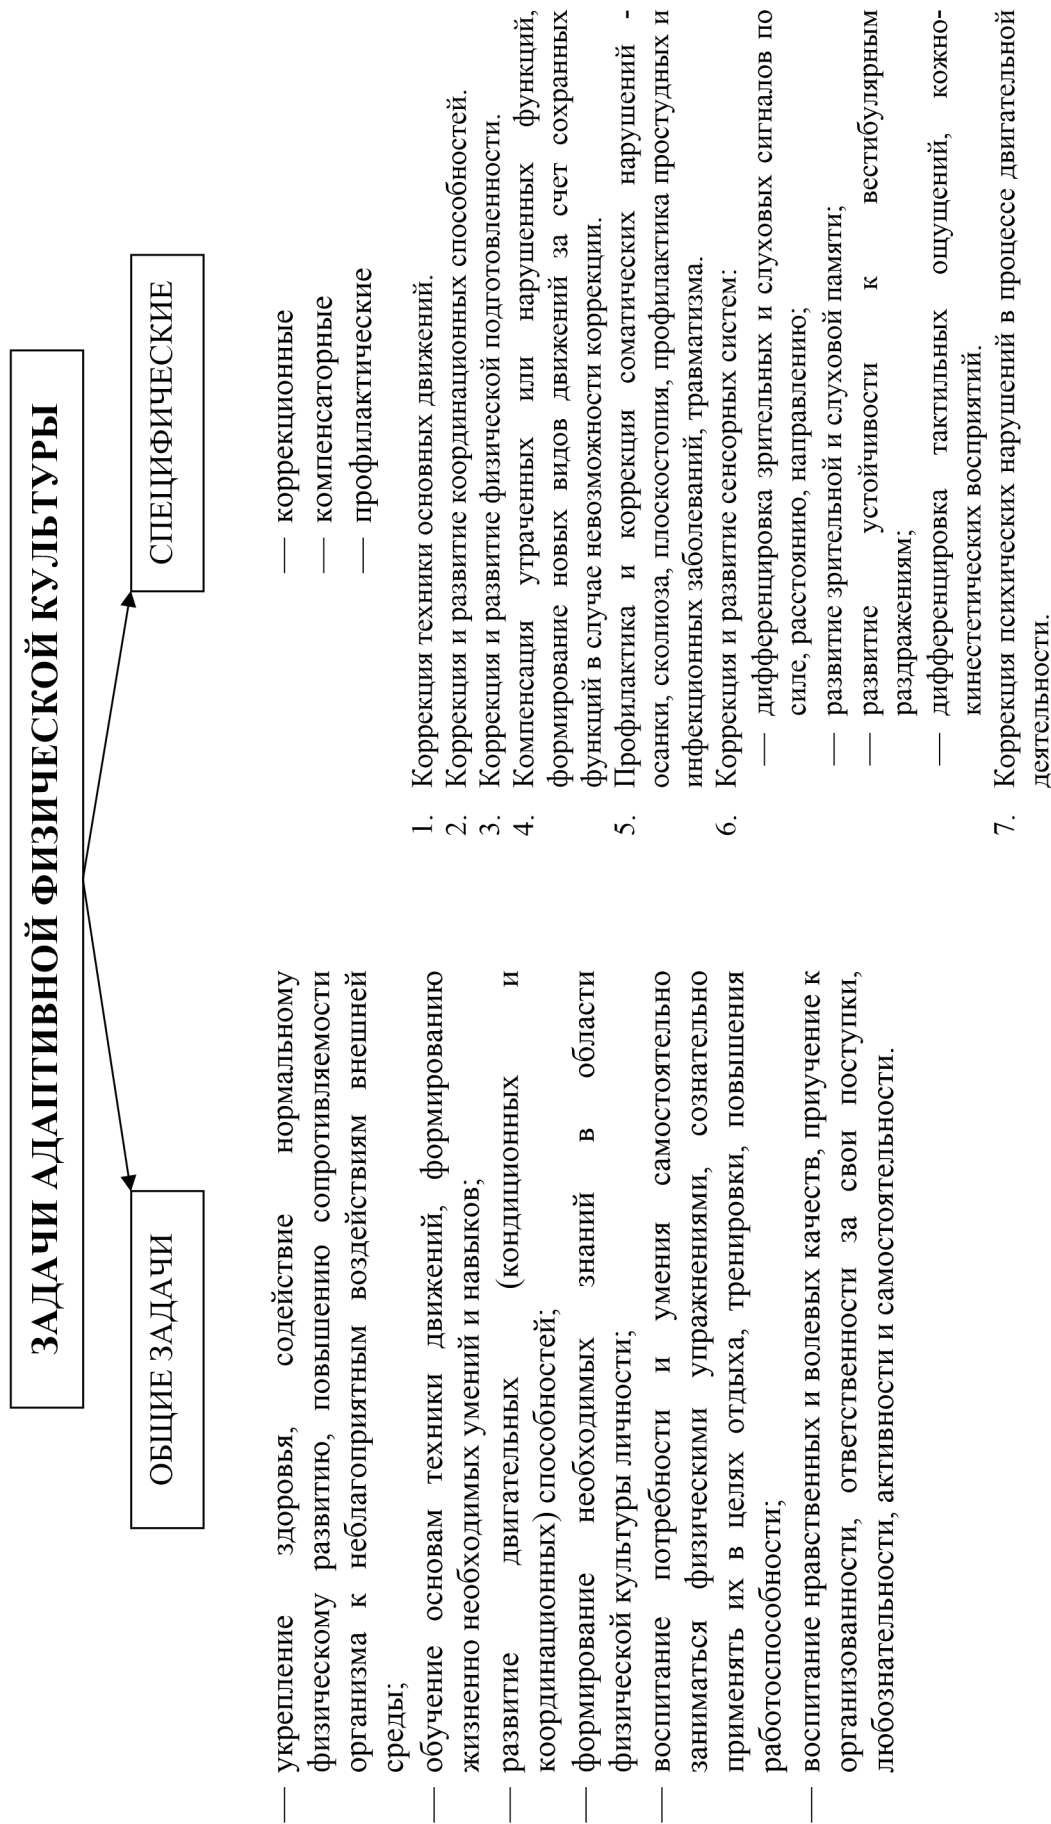 ЗАДАЧИ АДАПТИВНОЙ ФИЗИЧЕСКОЙ КУЛЬТУРЫ
ОБЩИЕ ЗАДАЧИ
— укрепление здоровья, содействие нормальному
физическому развитию, повышению сопротивляемости
организма к неблагоприятным воздействиям внешней
среды;
— обучение основам техники движений, формированию
жизненно необходимых умений и навыков;
— развитие двигательных (кондиционных и
координационных) способностей;
— формирование необходимых знаний в области
физической культуры личности;
— воспитание потребности и умения самостоятельно
заниматься физическими упражнениями, сознательно
применять их в целях отдыха, тренировки, повышения
работоспособности;
— воспитание нравственных и волевых качеств, приучение к
организованности, ответственности за свои поступки,
любознательности, активности и самостоятельности.
СПЕЦИФИЧЕСКИЕ
— коррекционные
— компенсаторные
— профилактические
1. Коррекция техники основных движений.
2. Коррекция и развитие координационных способностей.
3. Коррекция и развитие физической подготовленности.
4. Компенсация утраченных или нарушенных функций,
формирование новых видов движений за счет сохранных
функций в случае невозможности коррекции.
5. Профилактика и коррекция соматических нарушений -
осанки, сколиоза, плоскостопия, профилактика простудных и
инфекционных заболеваний, травматизма.
6. Коррекция и развитие сенсорных систем:
— дифференцировка зрительных и слуховых сигналов по
силе, расстоянию, направлению;
— развитие зрительной и слуховой памяти;
— развитие устойчивости к вестибулярным
раздражениям;
— дифференцировка тактильных ощущений, кожно-
кинестетических восприятий.
7. Коррекция психических нарушений в процессе двигательной
деятельности.